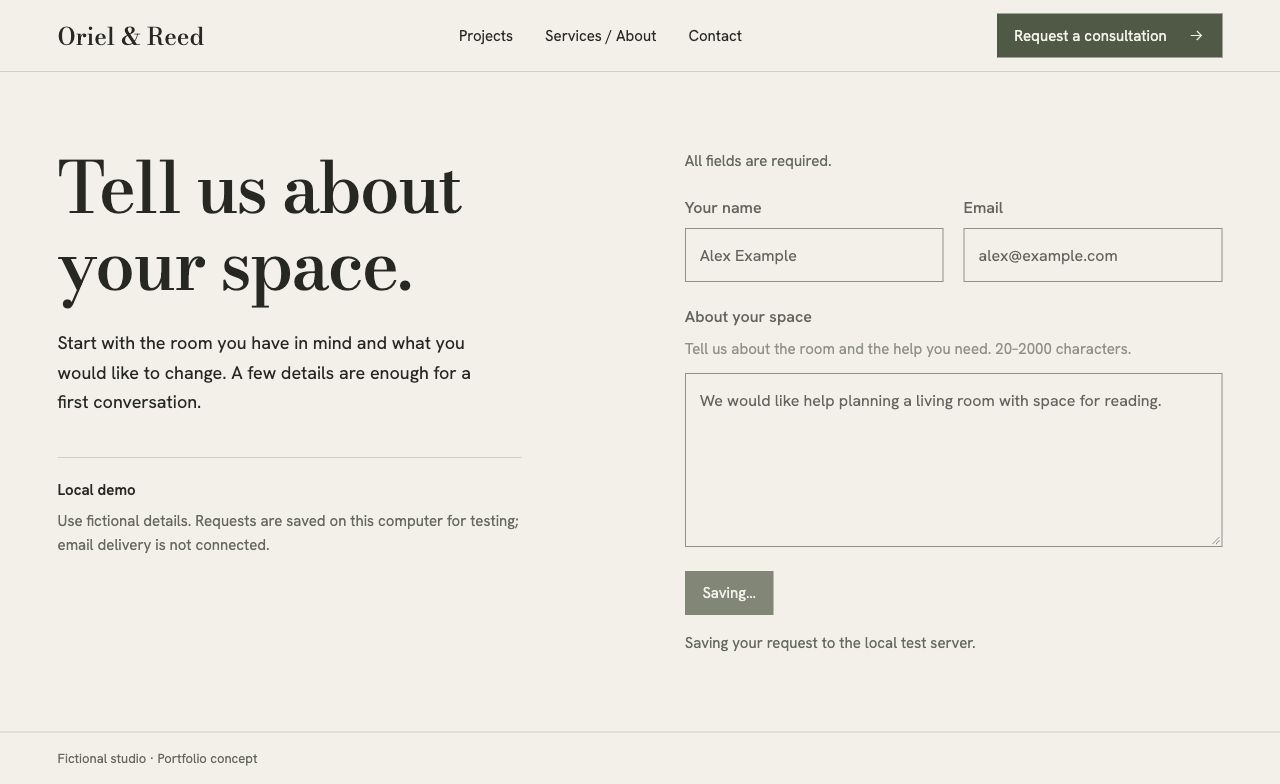 Oriel & Reed
Projects
Services / About
Contact
Request a consultation →
Tell us about
your space.
Start with the room you have in mind and what you
would like to change. A few details are enough for a
first conversation.
Local demo
Use fictional details. Requests are saved on this computer for testing;
email delivery is not connected.
All fields are required.
Your name
Alex Example
Email
alex@example.com
About your space
Tell us about the room and the help you need. 20–2000 characters.
We would like help planning a living room with space for reading.
Saving…
Saving your request to the local test server.
Fictional studio · Portfolio concept